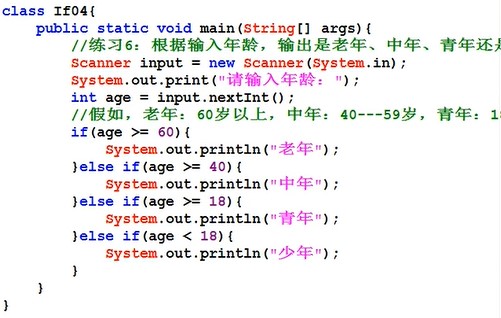 class If04{
    public static void main(String[] args){
        //练习6：根据输入年龄，输出是老年、中年、青年还是
        Scanner input = new Scanner(System.in);
        System.out.print("请输入年龄：");
        int age = input.nextInt();
        //假如，老年：60岁以上，中年：40---59岁，青年：18
        if(age >= 60){
            System.out.println("老年");
        }else if(age >= 40){
            System.out.println("中年");
        }else if(age >= 18){
            System.out.println("青年");
        }else if(age < 18){
            System.out.println("少年");
        }
    }
}